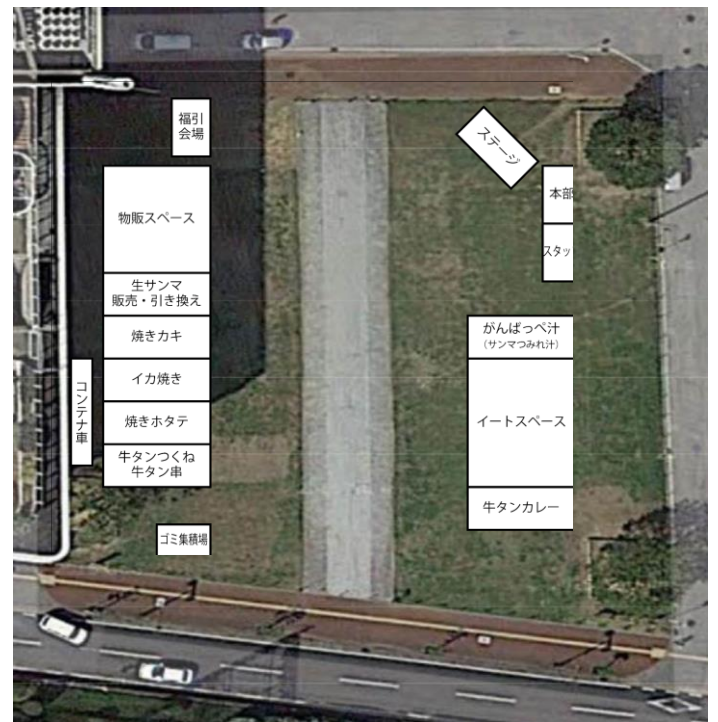 福引
会場
ステージ
本部
スタッ
物販スペース
生サンマ
販売・引き換え
がんばっぺ汁
（サンマつみれ汁）
焼きカキ
イカ焼き
コンテナ車
焼きホタテ
イートスペース
牛タンつくね
牛タン串
牛タンカレー
ゴミ集積場